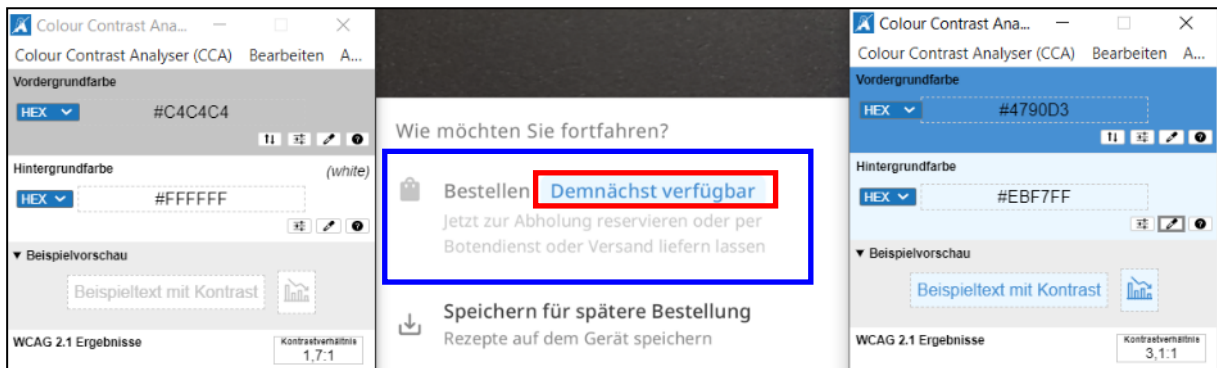 Colour Contrast Ana...
Colour Contrast Analyser (CCA) Bearbeiten A...
Vordergrundfarbe
HEX #C4C4C4
Hintergrundfarbe (white)
HEX #FFFFFF
Beispielvorschau
Beispieltext mit Kontrast
WCAG 2.1 Ergebnisse
Kontrastverhältnis
1,7:1
Wie möchten Sie fortfahren?
Bestellen Demnächst verfügbar
Jetzt zur Abholung reservieren oder per
Botendienst oder Versand liefern lassen
Speichern für spätere Bestellung
Rezepte auf dem Gerät speichern
Colour Contrast Ana...
Colour Contrast Analyser (CCA) Bearbeiten A...
Vordergrundfarbe
HEX #4790D3
Hintergrundfarbe
HEX #EBF7FF
Beispielvorschau
Beispieltext mit Kontrast
WCAG 2.1 Ergebnisse
Kontrastverhältnis
3,1:1